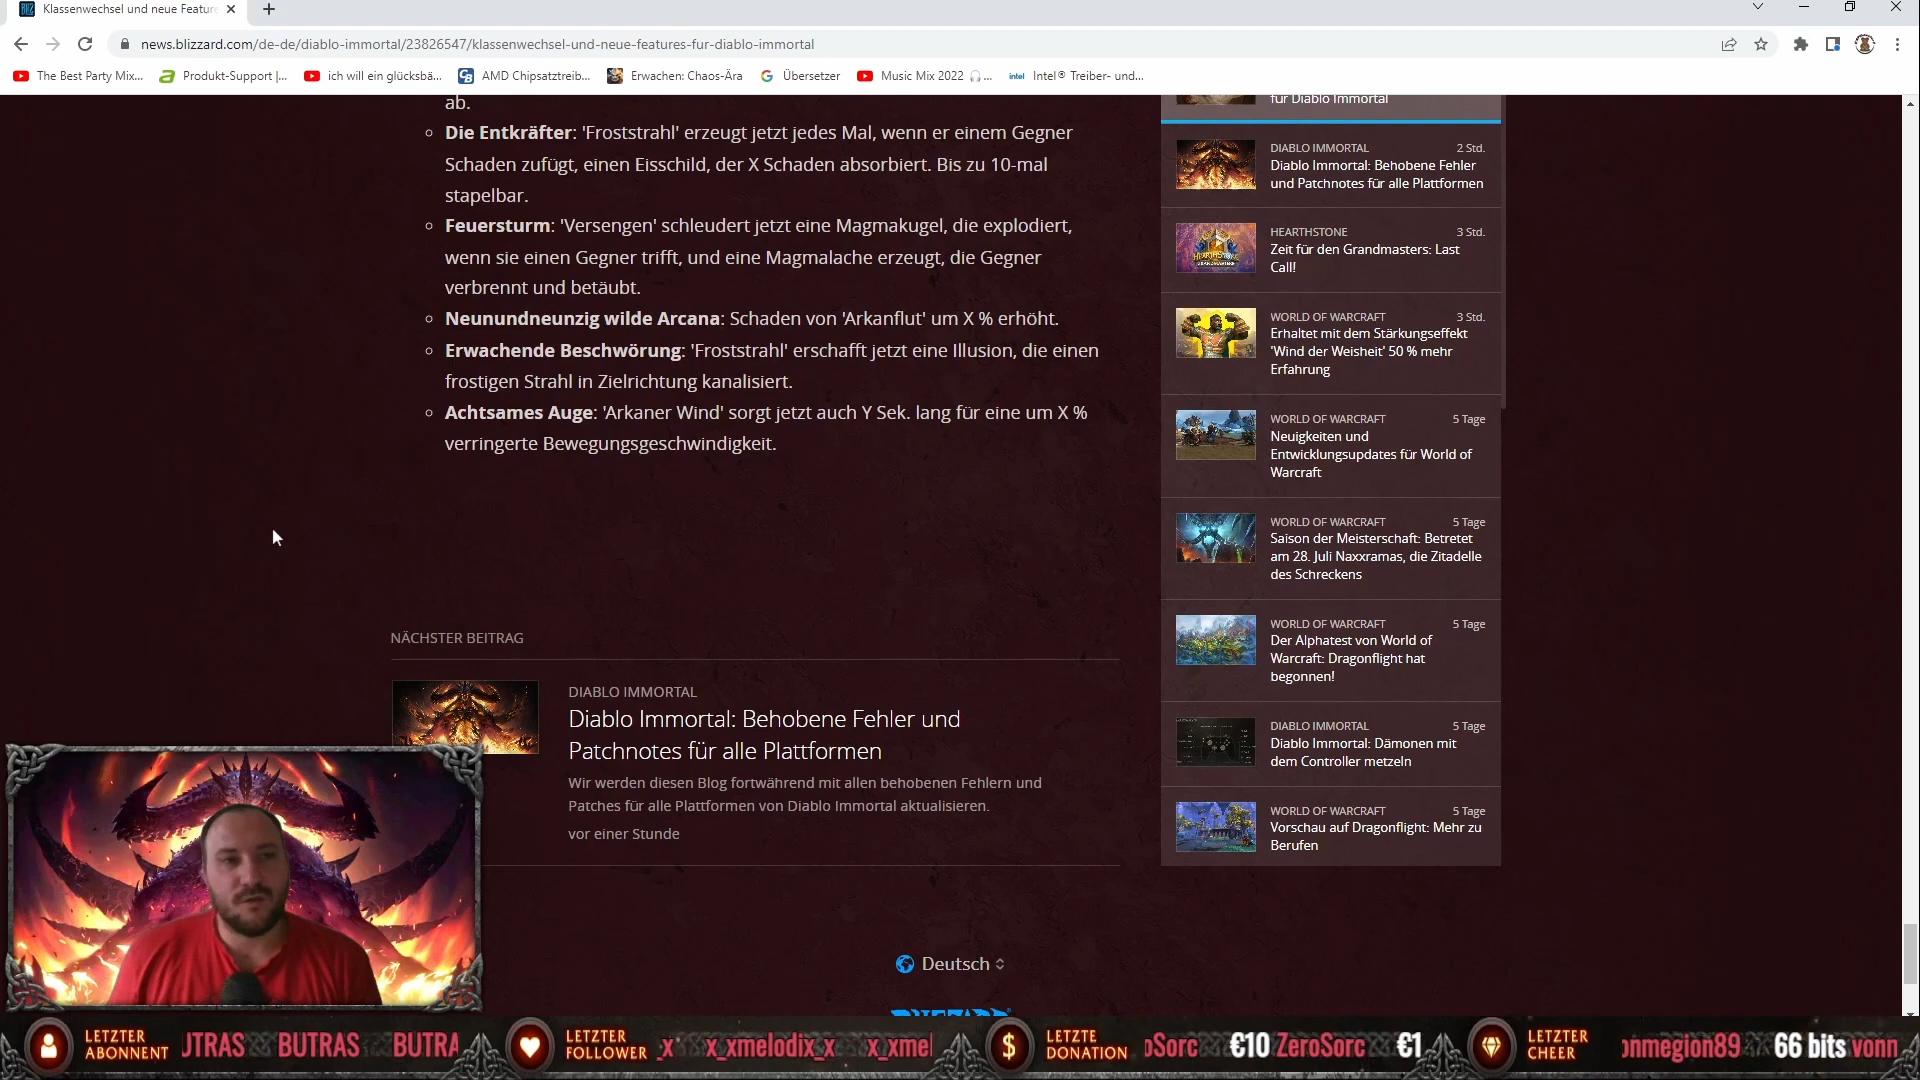 Klassenwechsel und neue Feature
news.blizzard.com/de-de/diablo-immortal/23826547/klassenwechsel-und-neue-features-fur-diablo-immortal
The Best Party Mix...
Produkt-Support |...
ich will ein glücksbä...
AMD Chipsatztreib...
Erwachen: Chaos-Ära
Übersetzer
Music Mix 2022 🎧...
intel Intel® Treiber- und...
ab.
Die Entkräfter: 'Froststrahl' erzeugt jetzt jedes Mal, wenn er einem Gegner
Schaden zufügt, einen Eisschild, der X Schaden absorbiert. Bis zu 10-mal
stapelbar.
Feuersturm: 'Versengen' schleudert jetzt eine Magmakugel, die explodiert,
wenn sie einen Gegner trifft, und eine Magmalache erzeugt, die Gegner
verbrennt und betäubt.
Neunundneunzig wilde Arcana: Schaden von 'Arkanflut' um X % erhöht.
Erwachende Beschwörung: 'Froststrahl' erschafft jetzt eine Illusion, die einen
frostigen Strahl in Zielrichtung kanalisiert.
Achtsames Auge: 'Arkaner Wind' sorgt jetzt auch Y Sek. lang für eine um X %
verringerte Bewegungsgeschwindigkeit.
NÄCHSTER BEITRAG
DIABLO IMMORTAL
Diablo Immortal: Behobene Fehler und
Patchnotes für alle Plattformen
Wir werden diesen Blog fortwährend mit allen behobenen Fehlern und
Patches für alle Plattformen von Diablo Immortal aktualisieren.
vor einer Stunde
für Diablo Immortal
DIABLO IMMORTAL 2 Std.
Diablo Immortal: Behobene Fehler
und Patchnotes für alle Plattformen
HEARTHSTONE 3 Std.
Zeit für den Grandmasters: Last
Call!
WORLD OF WARCRAFT 3 Std.
Erhaltet mit dem Stärkungseffekt
'Wind der Weisheit' 50 % mehr
Erfahrung
WORLD OF WARCRAFT 5 Tage
Neuigkeiten und
Entwicklungsupdates für World of
Warcraft
WORLD OF WARCRAFT 5 Tage
Saison der Meisterschaft: Betretet
am 28. Juli Naxxramas, die Zitadelle
des Schreckens
WORLD OF WARCRAFT 5 Tage
Der Alphatest von World of
Warcraft: Dragonflight hat
begonnen!
DIABLO IMMORTAL 5 Tage
Diablo Immortal: Dämonen mit
dem Controller metzeln
WORLD OF WARCRAFT 5 Tage
Vorschau auf Dragonflight: Mehr zu
Berufen
Deutsch
LETZTER
ABONNENT
JTRAS BUTRAS BUTRA
LETZTER
FOLLOWER
_x x_xmelodix_x x_xmel
LETZTE
DONATION
oSorc €10 ZeroSorc €1
LETZTER
CHEER
onmegion89 66 bits vonn